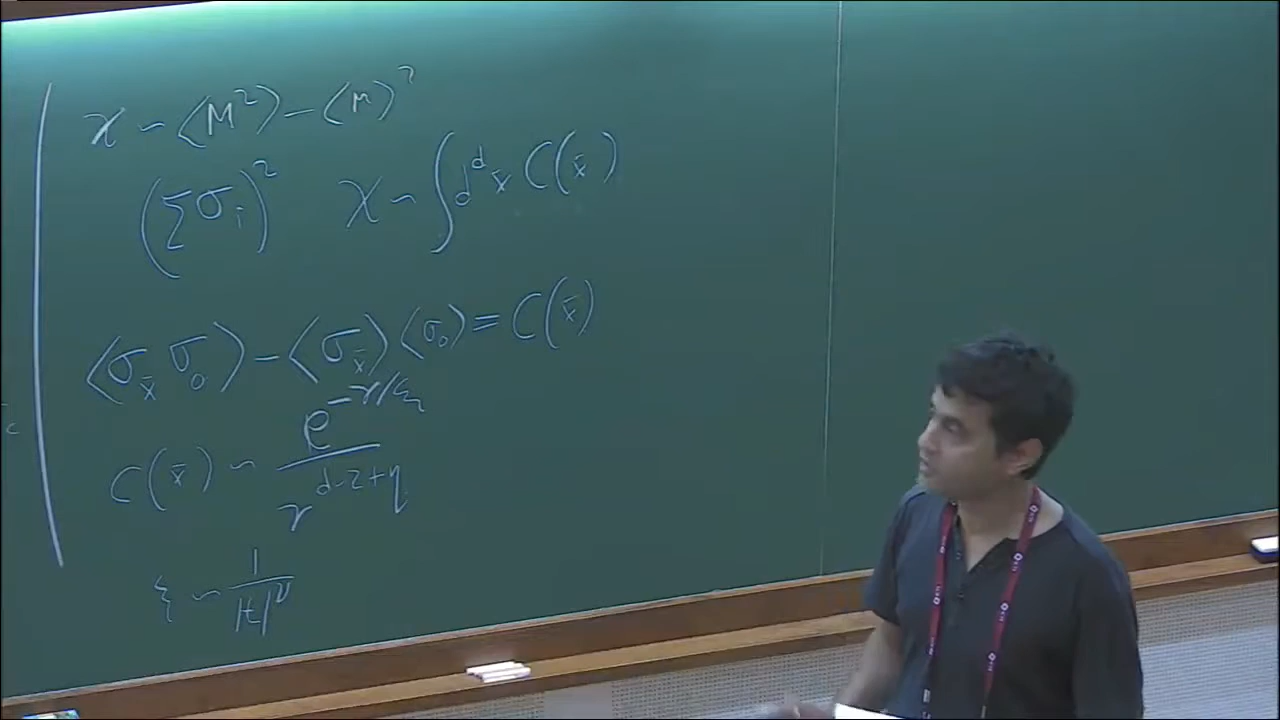 χ ~ ⟨M²⟩ – ⟨M⟩²
(Σσᵢ)² χ ~ ∫dᵈx̄ C(x̄)
⟨σ_x̄ σ₀⟩ – ⟨σ_x̄⟩⟨σ₀⟩ = C(x̄)
C(x̄) ~ e^{-r/ξ} / r^{d-2+η}
ξ ~ 1/|t|^ν